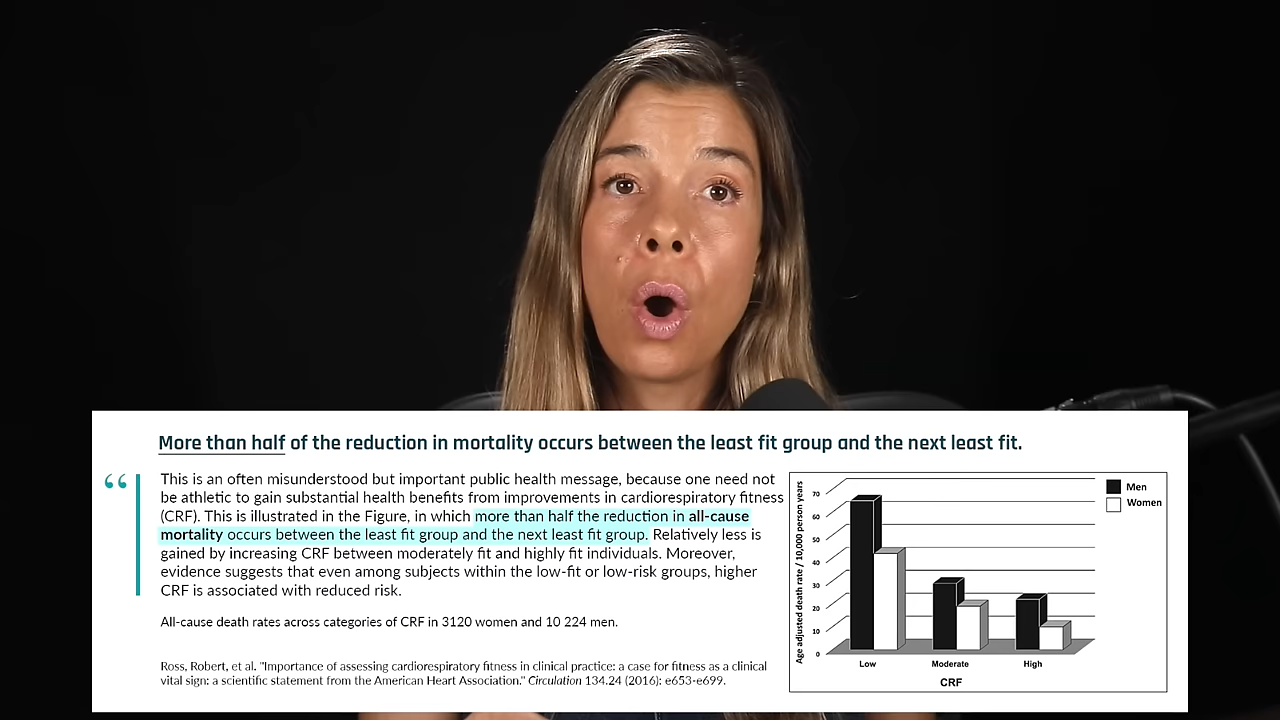 More than half of the reduction in mortality occurs between the least fit group and the next least fit.
“
This is an often misunderstood but important public health message, because one need not
be athletic to gain substantial health benefits from improvements in cardiorespiratory fitness
(CRF). This is illustrated in the Figure, in which more than half the reduction in all-cause
mortality occurs between the least fit group and the next least fit group. Relatively less is
gained by increasing CRF between moderately fit and highly fit individuals. Moreover,
evidence suggests that even among subjects within the low-fit or low-risk groups, higher
CRF is associated with reduced risk.
All-cause death rates across categories of CRF in 3120 women and 10 224 men.
Ross, Robert, et al. "Importance of assessing cardiorespiratory fitness in clinical practice: a case for fitness as a clinical
vital sign: a scientific statement from the American Heart Association." Circulation 134.24 (2016): e653-e699.
Age adjusted death rate / 10,000 person years
70
60
50
40
30
20
10
0
Low Moderate High
CRF
Men
Women